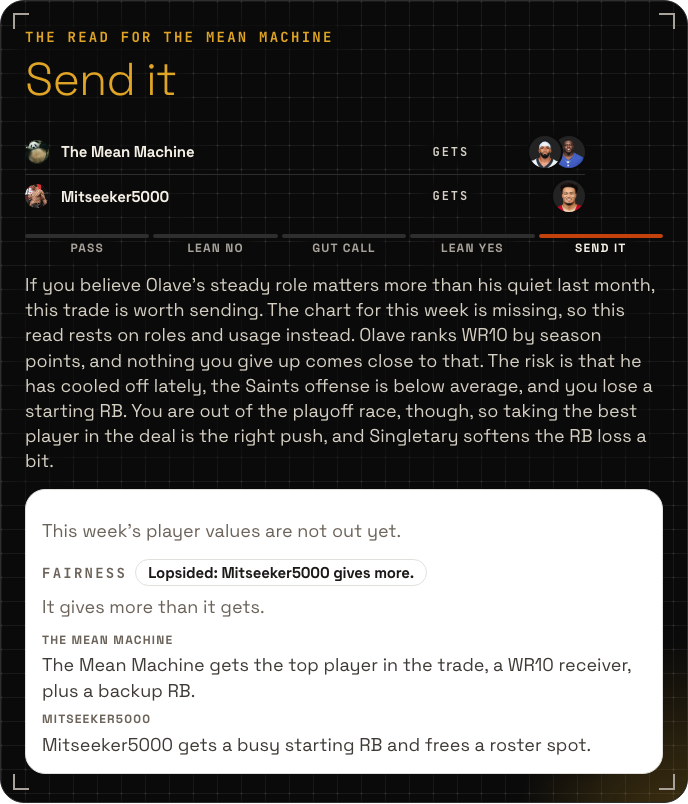 THE READ FOR THE MEAN MACHINE
Send it
The Mean Machine GETS
Mitseeker5000 GETS
PASS LEAN NO GUT CALL LEAN YES SEND IT
If you believe Olave's steady role matters more than his quiet last month,
this trade is worth sending. The chart for this week is missing, so this
read rests on roles and usage instead. Olave ranks WR10 by season
points, and nothing you give up comes close to that. The risk is that he
has cooled off lately, the Saints offense is below average, and you lose a
starting RB. You are out of the playoff race, though, so taking the best
player in the deal is the right push, and Singletary softens the RB loss a
bit.
This week's player values are not out yet.
FAIRNESS Lopsided: Mitseeker5000 gives more.
It gives more than it gets.
THE MEAN MACHINE
The Mean Machine gets the top player in the trade, a WR10 receiver,
plus a backup RB.
MITSEEKER5000
Mitseeker5000 gets a busy starting RB and frees a roster spot.